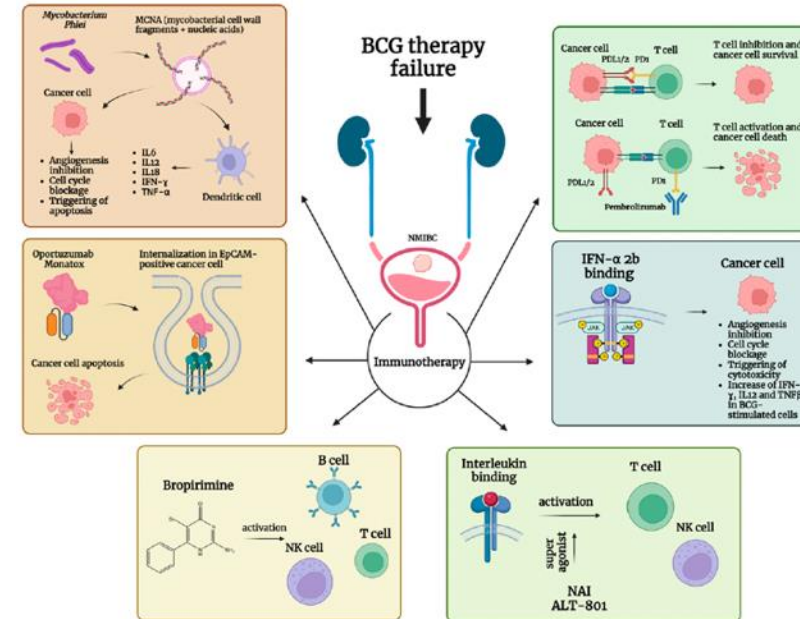 Mycobacterium
Phlei
MCNA (mycobacterial cell wall
fragments + nucleic acids)
Cancer cell
• Angiogenesis
inhibition
• Cell cycle
blockage
• Triggering of
apoptosis
• IL6
• IL12
• IL18
• IFN-γ
• TNF-α
Dendritic cell
BCG therapy
failure
NMIBC
Immunotherapy
Cancer cell
T cell
PDL1/2
PD1
T cell inhibition and
cancer cell survival
Cancer cell
T cell
T cell activation and
cancer cell death
PDL1/2
PD1
Pembrolizumab
Oportuzumab
Monatox
Internalization in EpCAM-
positive cancer cell
Cancer cell apoptosis
IFN-α 2b
binding
JAK
JAK
Cancer cell
• Angiogenesis
inhibition
• Cell cycle
blockage
• Triggering of
cytotoxicity
• Increase of IFN-
γ, IL12 and TNFβ
in BCG-
stimulated cells
Bropirimine
activation
B cell
NK cell
T cell
Interleukin
binding
activation
super
agonist
NAI
ALT-801
T cell
NK cell